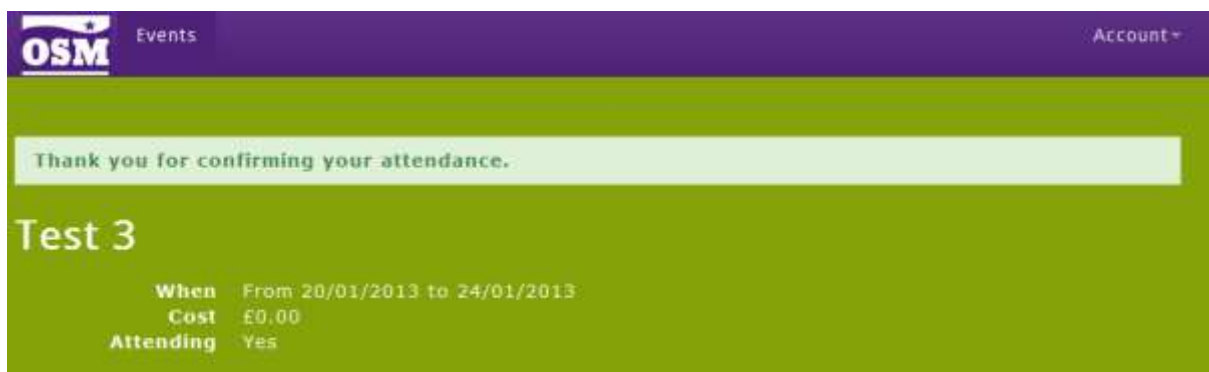 OSM Events Account
Thank you for confirming your attendance.
Test 3
When From 20/01/2013 to 24/01/2013
Cost £0.00
Attending Yes